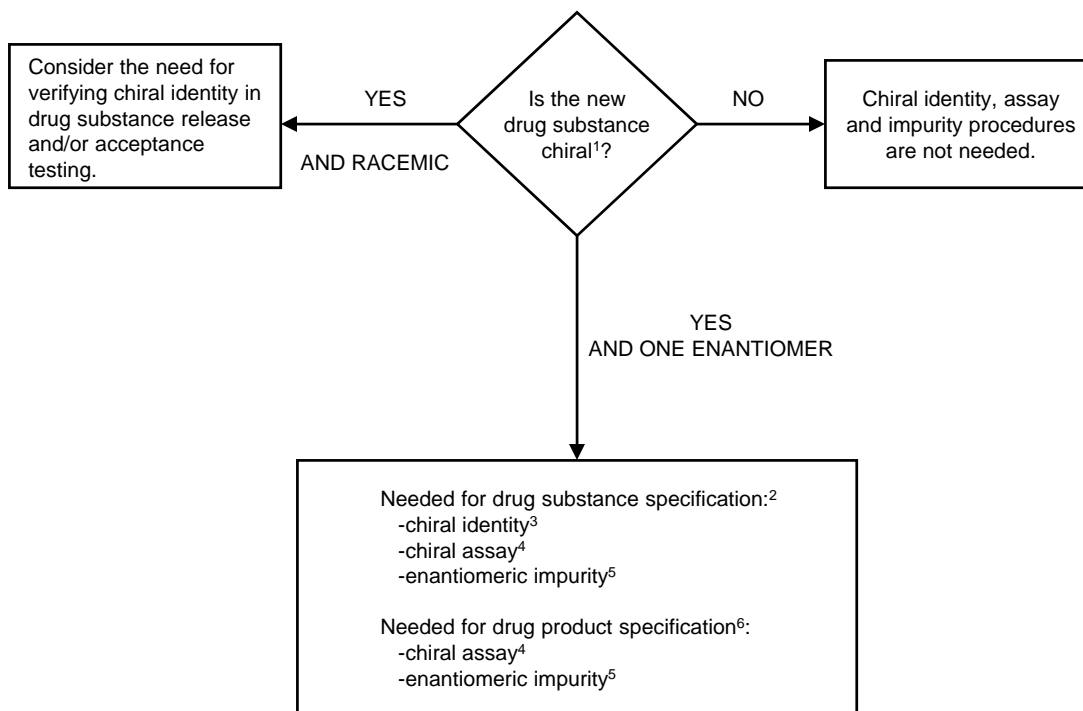 Consider the need for
verifying chiral identity in
drug substance release
and/or acceptance
testing.
YES
AND RACEMIC
Is the new
drug substance
chiral¹?
NO
Chiral identity, assay
and impurity procedures
are not needed.
YES
AND ONE ENANTIOMER
Needed for drug substance specification:²
-chiral identity³
-chiral assay⁴
-enantiomeric impurity⁵
Needed for drug product specification⁶:
-chiral assay⁴
-enantiomeric impurity⁵